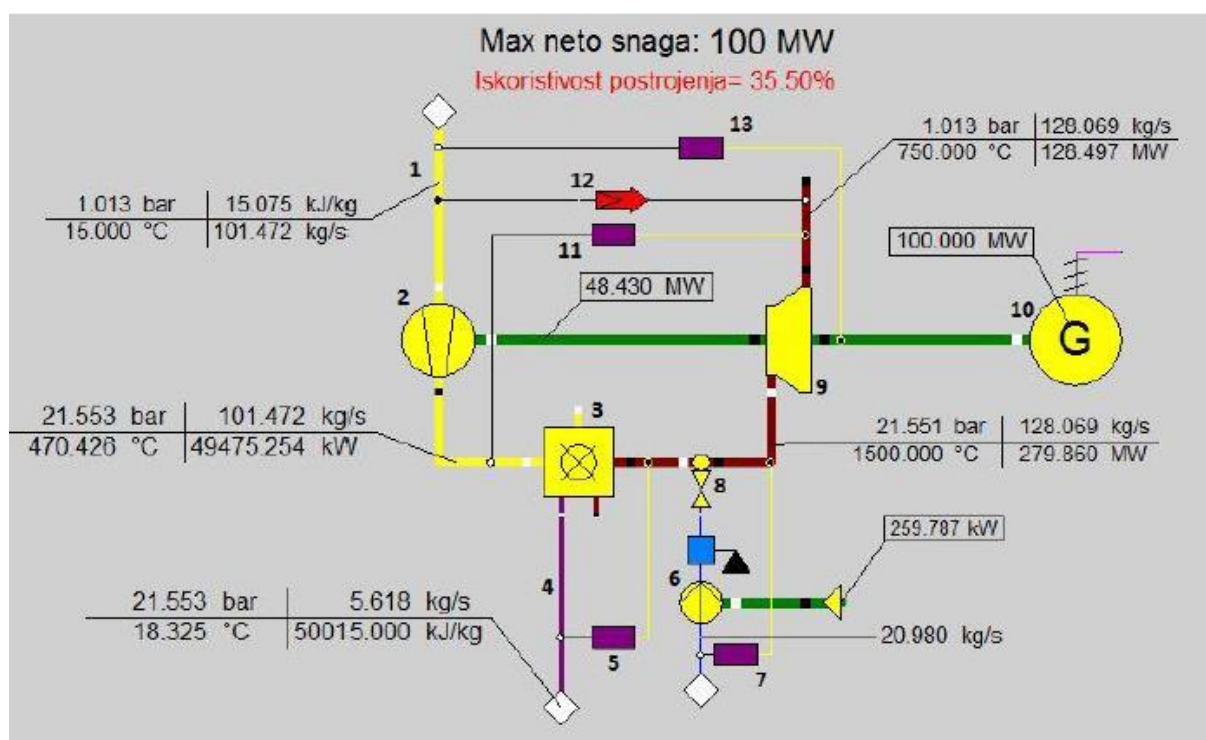 Max neto snaga: 100 MW
Iskoristivost postrojenja= 35.50%
13
1.013 bar 128.069 kg/s
750.000 °C 128.497 MW
1
12
1.013 bar 15.075 kJ/kg
15.000 °C 101.472 kg/s
11
100.000 MW
48.430 MW
2
10
G
9
21.553 bar 101.472 kg/s
470.426 °C 49475.254 kW
3
21.551 bar 128.069 kg/s
1500.000 °C 279.860 MW
8
259.787 kW
6
4
21.553 bar 5.618 kg/s
18.325 °C 50015.000 kJ/kg
20.980 kg/s
5
7